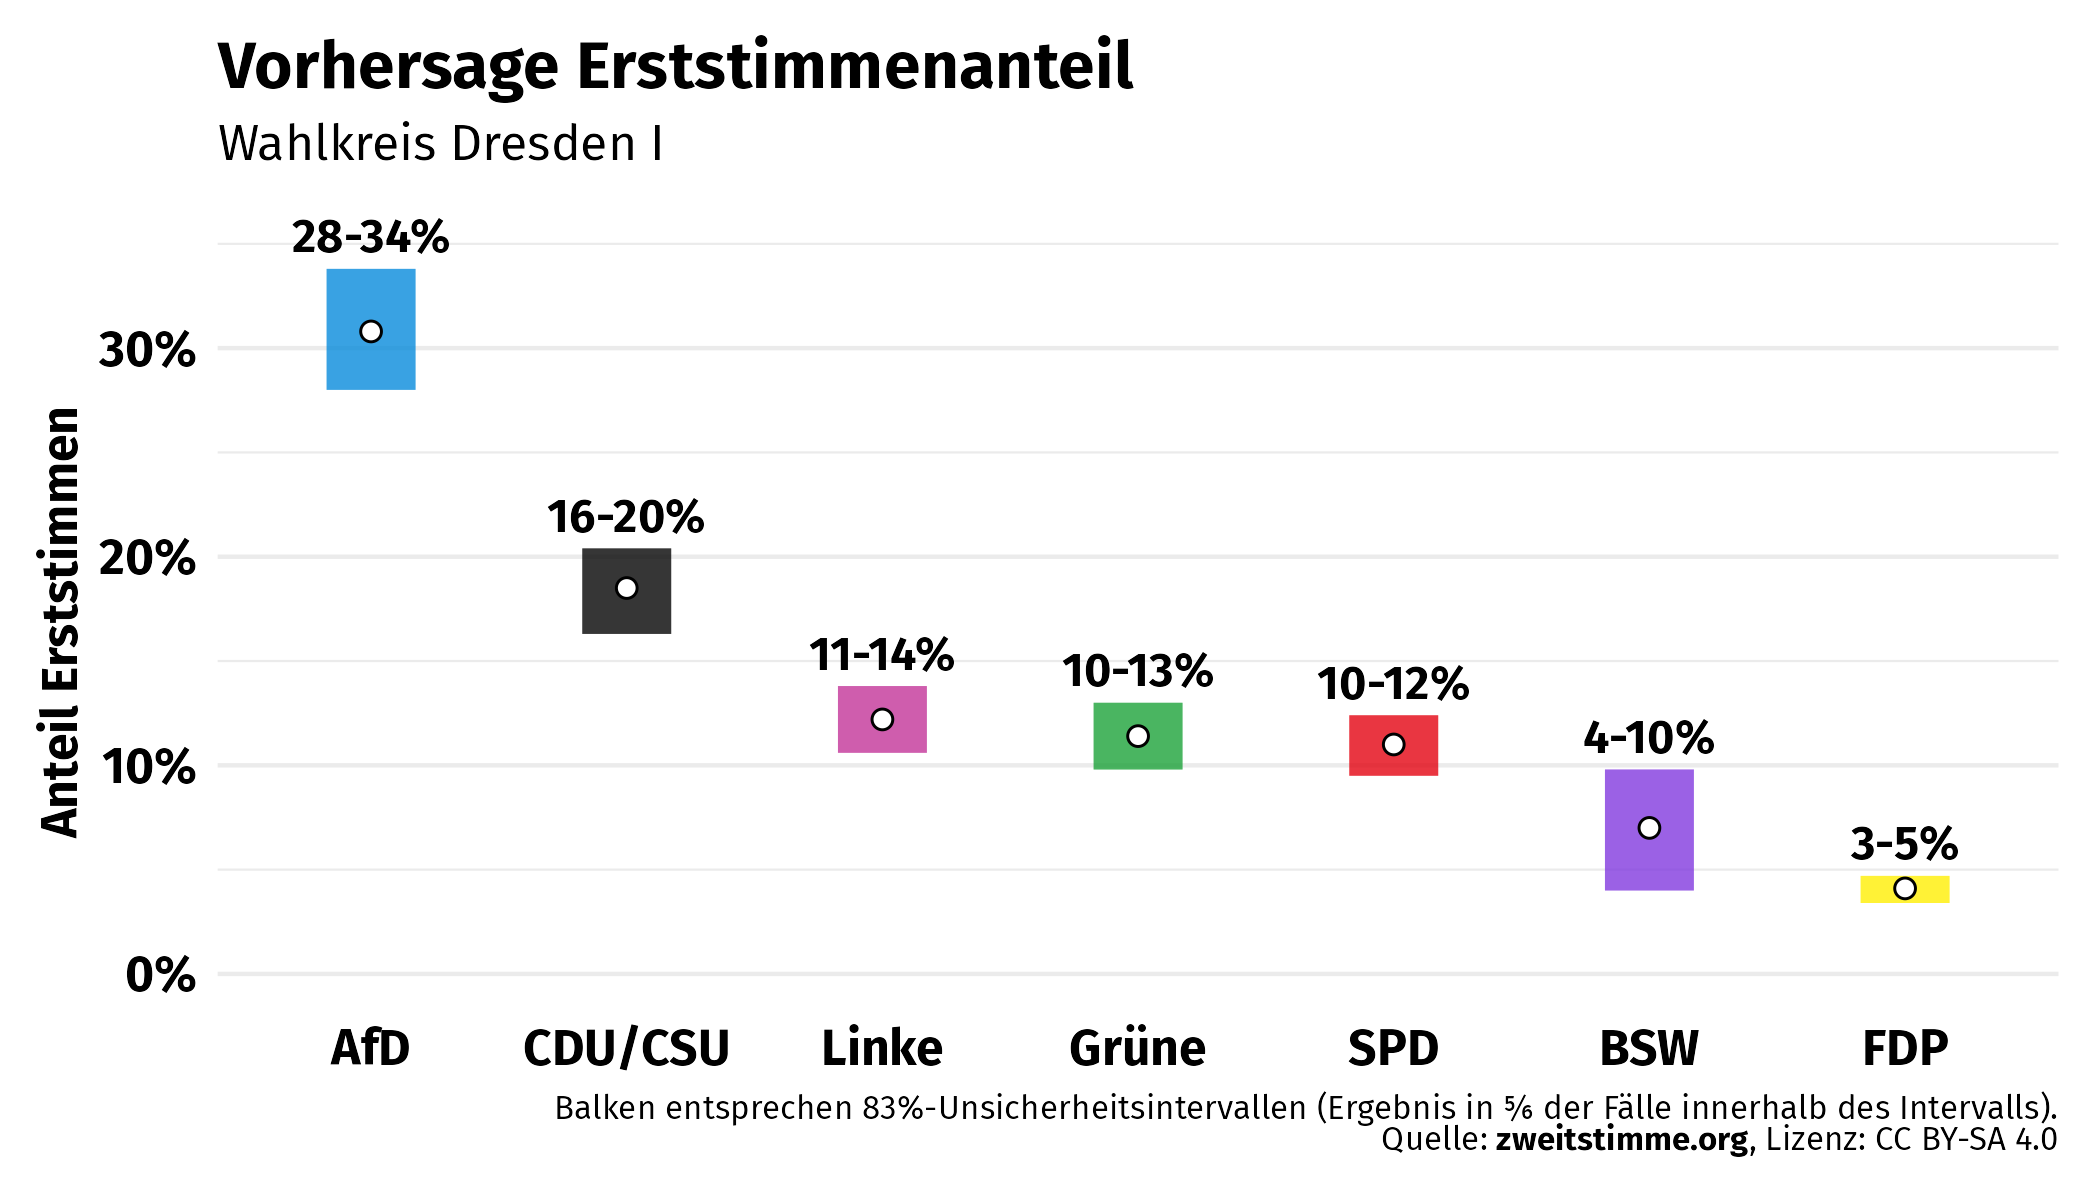 Vorhersage Erststimmenanteil
Wahlkreis Dresden I
28-34%
30%
16-20%
20%
11-14%
10-13%
10-12%
4-10%
10%
3-5%
0%
Anteil Erststimmen
AfD CDU/CSU Linke Grüne SPD BSW FDP
Balken entsprechen 83%-Unsicherheitsintervallen (Ergebnis in ⅚ der Fälle innerhalb des Intervalls).
Quelle: zweitstimme.org, Lizenz: CC BY-SA 4.0